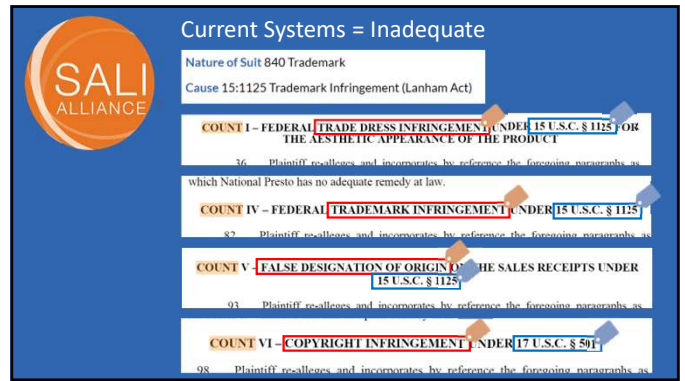 Current Systems = Inadequate
SALI
ALLIANCE
Nature of Suit 840 Trademark
Cause 15:1125 Trademark Infringement (Lanham Act)
COUNT I – FEDERAL TRADE DRESS INFRINGEMENT UNDER 15 U.S.C. § 1125 FOR
THE AESTHETIC APPEARANCE OF THE PRODUCT
36. Plaintiff re-alleges and incorporates by reference the foregoing paragraphs as
which National Presto has no adequate remedy at law.
COUNT IV – FEDERAL TRADEMARK INFRINGEMENT UNDER 15 U.S.C. § 1125
82. Plaintiff re-alleges and incorporates by reference the foregoing paragraphs as
COUNT V – FALSE DESIGNATION OF ORIGIN ON THE SALES RECEIPTS UNDER
15 U.S.C. § 1125
93. Plaintiff re-alleges and incorporates by reference the foregoing paragraphs as
COUNT VI – COPYRIGHT INFRINGEMENT UNDER 17 U.S.C. § 501
98. Plaintiff re-alleges and incorporates by reference the foregoing paragraphs as